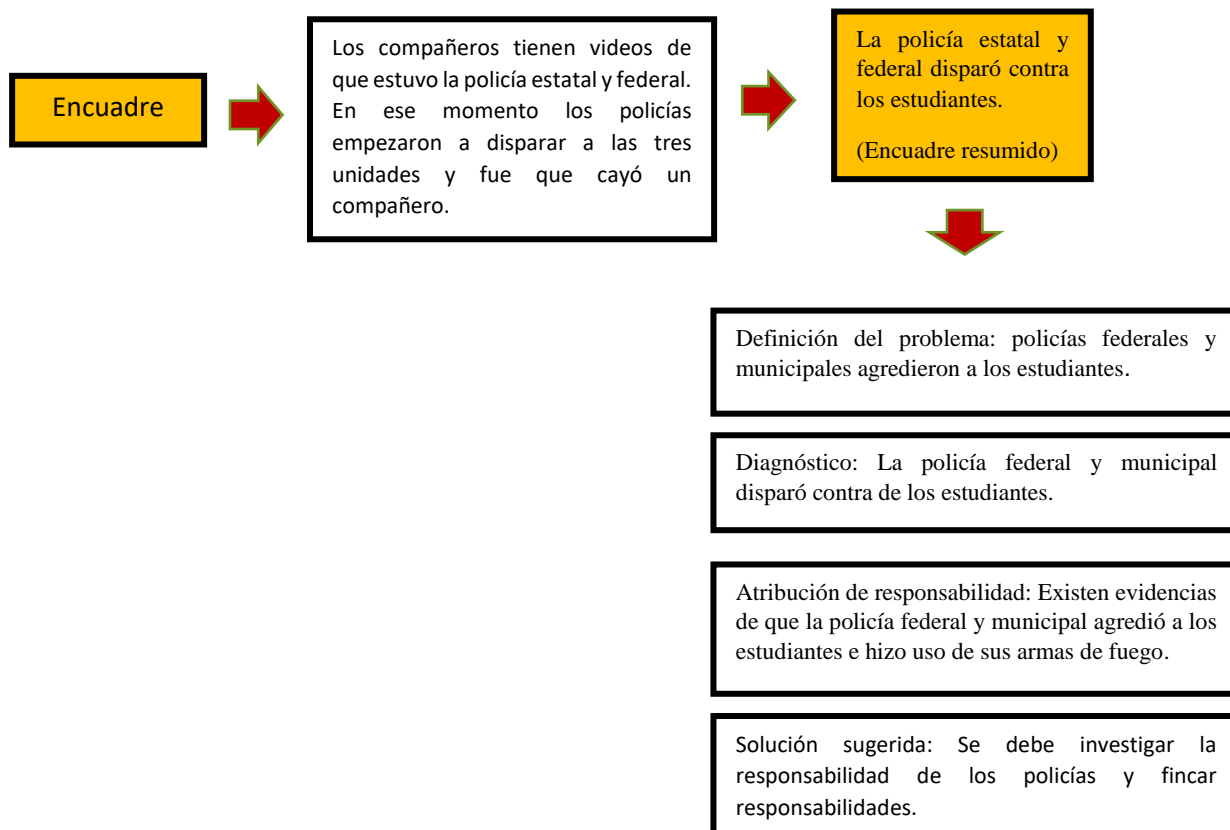 Encuadre
Los compañeros tienen videos de
que estuvo la policía estatal y federal.
En ese momento los policías
empezaron a disparar a las tres
unidades y fue que cayó un
compañero.
La policía estatal y
federal disparó contra
los estudiantes.
(Encuadre resumido)
Definición del problema: policías federales y
municipales agredieron a los estudiantes.
Diagnóstico: La policía federal y municipal
disparó contra de los estudiantes.
Atribución de responsabilidad: Existen evidencias
de que la policía federal y municipal agredió a los
estudiantes e hizo uso de sus armas de fuego.
Solución sugerida: Se debe investigar la
responsabilidad de los policías y fincar
responsabilidades.